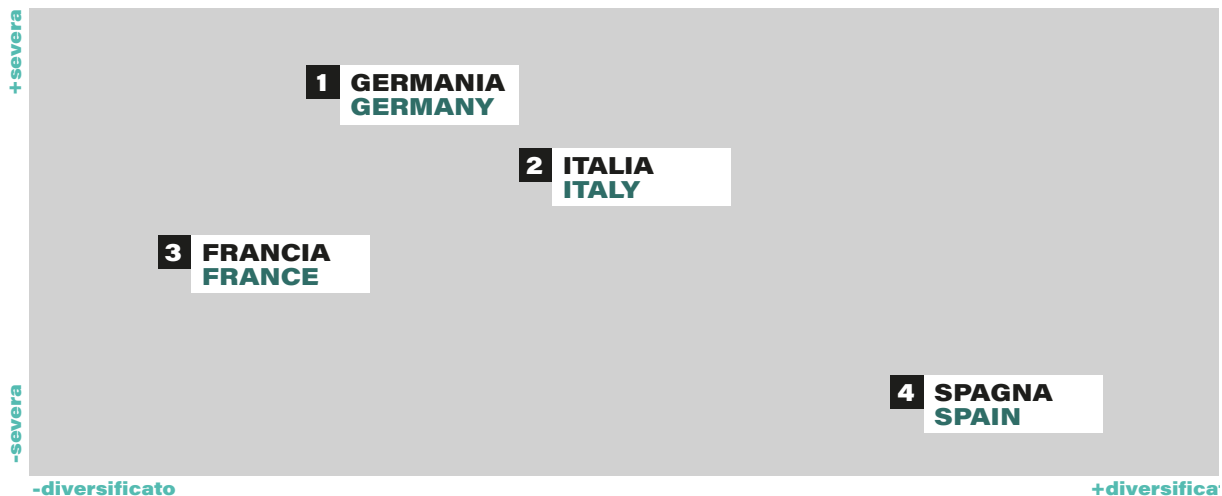 +severa
1 GERMANIA
GERMANY
2 ITALIA
ITALY
3 FRANCIA
FRANCE
4 SPAGNA
SPAIN
-severa
-diversificato